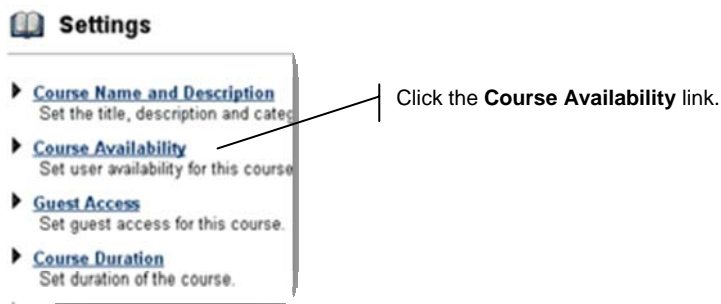 Settings
Course Name and Description
Set the title, description and
Click the Course Availability link.
Course Availability
Set user availability for this course
Guest Access
Set guest access for this course.
Course Duration
Set duration of the course.